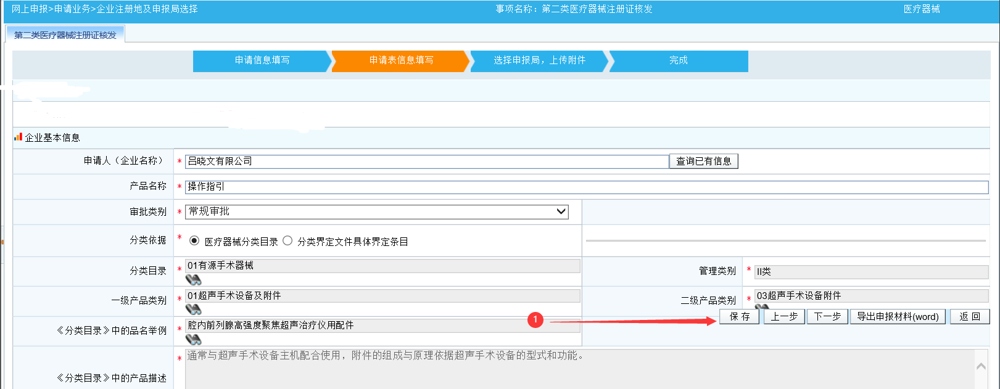 网上申报>申请业务>企业注册地及申报局选择 事项名称：第二类医疗器械注册证核发 医疗器械
第二类医疗器械注册证核发
申请信息填写 申请表信息填写 选择申报局，上传附件 完成
企业基本信息
申请人（企业名称） * 吕晓文有限公司 查询已有信息
产品名称 * 操作指引
审批类别 * 常规审批
分类依据 * 医疗器械分类目录 分类界定文件具体界定条目
分类目录 * 01有源手术器械 管理类别 * II类
一级产品类别 * 01超声手术设备及附件 二级产品类别 * 03超声手术设备附件
1 保 存 上一步 下一步 导出申报材料(word) 返 回
《分类目录》中的品名举例 * 腔内前列腺高强度聚焦超声治疗仪用配件
《分类目录》中的产品描述 * 通常与超声手术设备主机配合使用，附件的组成与原理依据超声手术设备的型式和功能。